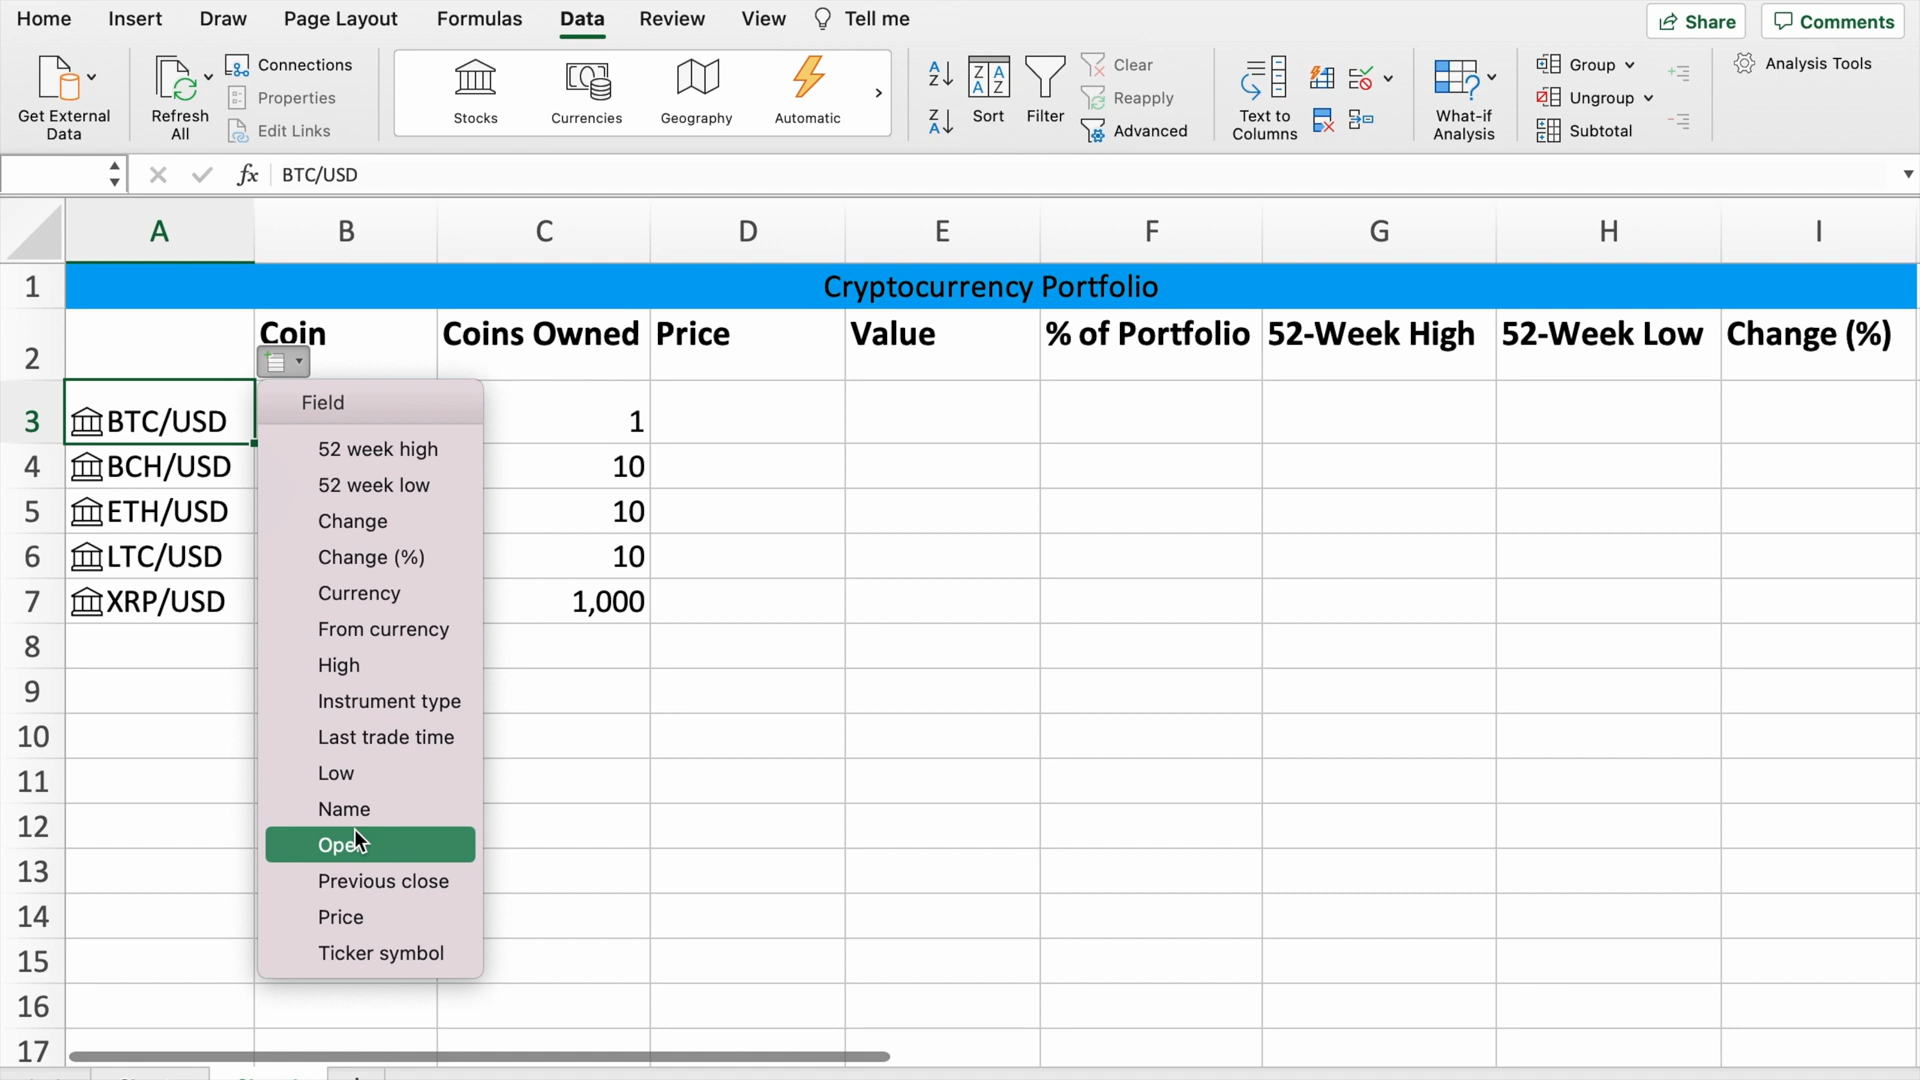 Home Insert Draw Page Layout Formulas Data Review View Tell me Share Comments
Get External Data
Refresh All
Connections
Properties
Edit Links
Stocks Currencies Geography Automatic
Sort
Filter
Clear
Reapply
Advanced
Text to Columns
What-if Analysis
Group
Ungroup
Subtotal
Analysis Tools
fx BTC/USD
A B C D E F G H I
1 Cryptocurrency Portfolio
2 Coin Coins Owned Price Value % of Portfolio 52-Week High 52-Week Low Change (%)
3 BTC/USD 1
4 BCH/USD 10
5 ETH/USD 10
6 LTC/USD 10
7 XRP/USD 1,000
8
9
10
11
12
13
14
15
16
17
Field
52 week high
52 week low
Change
Change (%)
Currency
From currency
High
Instrument type
Last trade time
Low
Name
Open
Previous close
Price
Ticker symbol